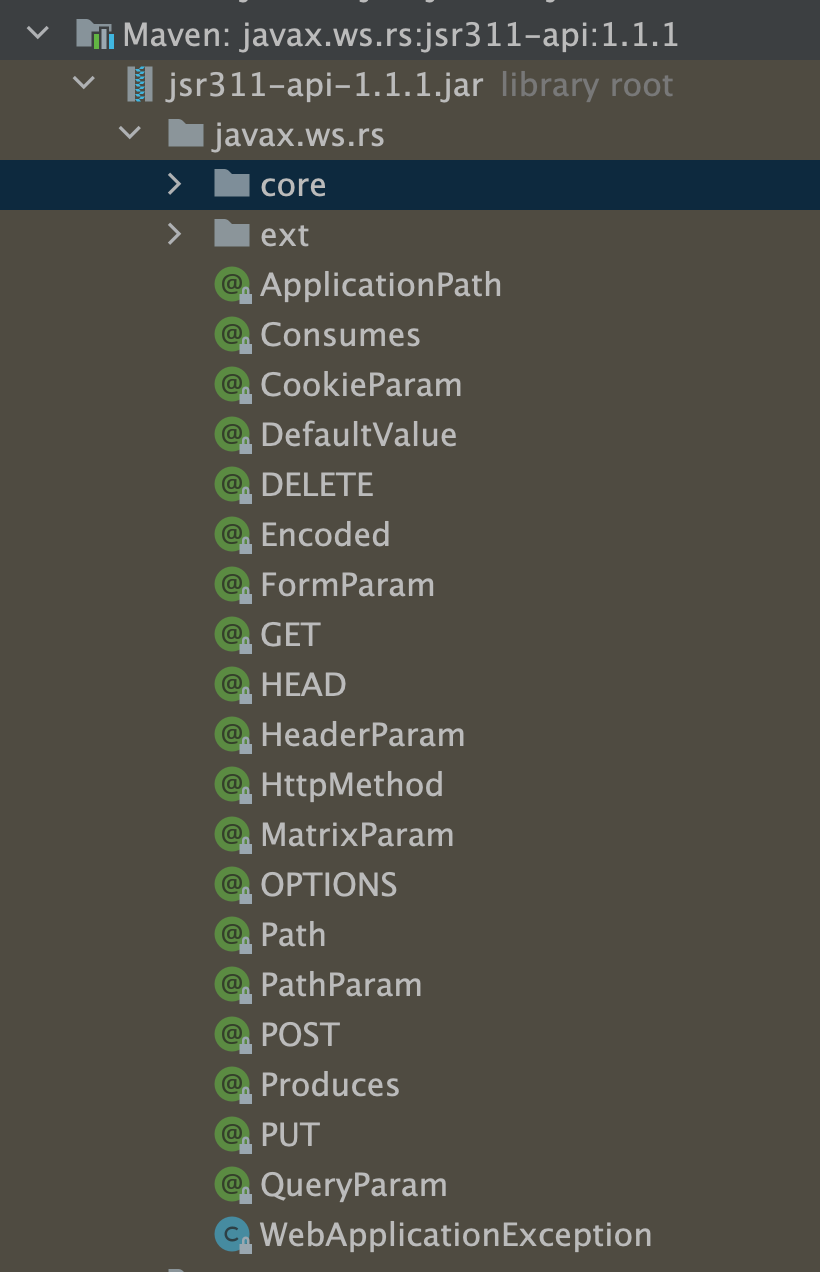 Maven: javax.ws.rs:jsr311-api:1.1.1
jsr311-api-1.1.1.jar library root
javax.ws.rs
core
ext
ApplicationPath
Consumes
CookieParam
DefaultValue
DELETE
Encoded
FormParam
GET
HEAD
HeaderParam
HttpMethod
MatrixParam
OPTIONS
Path
PathParam
POST
Produces
PUT
QueryParam
WebApplicationException